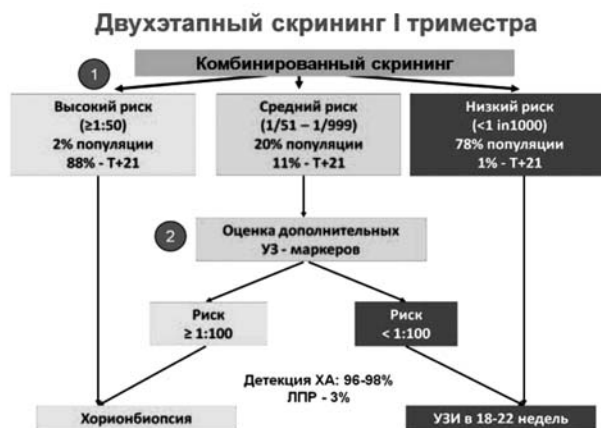 Двухэтапный скрининг I триместра
1
Комбинированный скрининг
Высокий риск
(≥1:50)
2% популяции
88% - Т+21
Средний риск
(1/51 – 1/999)
20% популяции
11% - Т+21
Низкий риск
(<1 in1000)
78% популяции
1% - Т+21
2
Оценка дополнительных
УЗ - маркеров
Риск
≥ 1:100
Риск
< 1:100
Детекция ХА: 96-98%
ЛПР - 3%
Хорионбиопсия
УЗИ в 18-22 недель